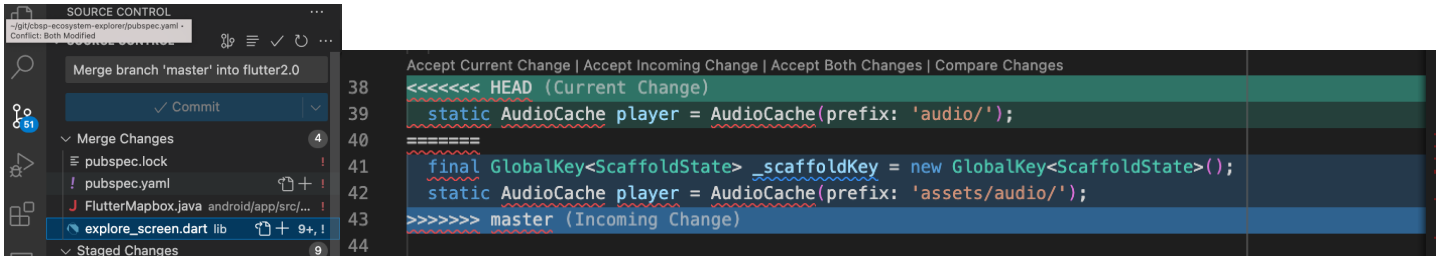 SOURCE CONTROL
~/git/cbsp-ecosystem-explorer/pubspec.yaml •
Conflict: Both Modified
SOURCE CONTROL
Merge branch 'master' into flutter2.0
Commit
51
Merge Changes 4
pubspec.lock !
! pubspec.yaml !
J FlutterMapbox.java android/app/src/... !
explore_screen.dart lib 9+, !
Staged Changes 9
Accept Current Change | Accept Incoming Change | Accept Both Changes | Compare Changes
38 <<<<<<< HEAD (Current Change)
39 static AudioCache player = AudioCache(prefix: 'audio/');
40 =======
41 final GlobalKey<ScaffoldState> _scaffoldKey = new GlobalKey<ScaffoldState>();
42 static AudioCache player = AudioCache(prefix: 'assets/audio/');
43 >>>>>>> master (Incoming Change)
44